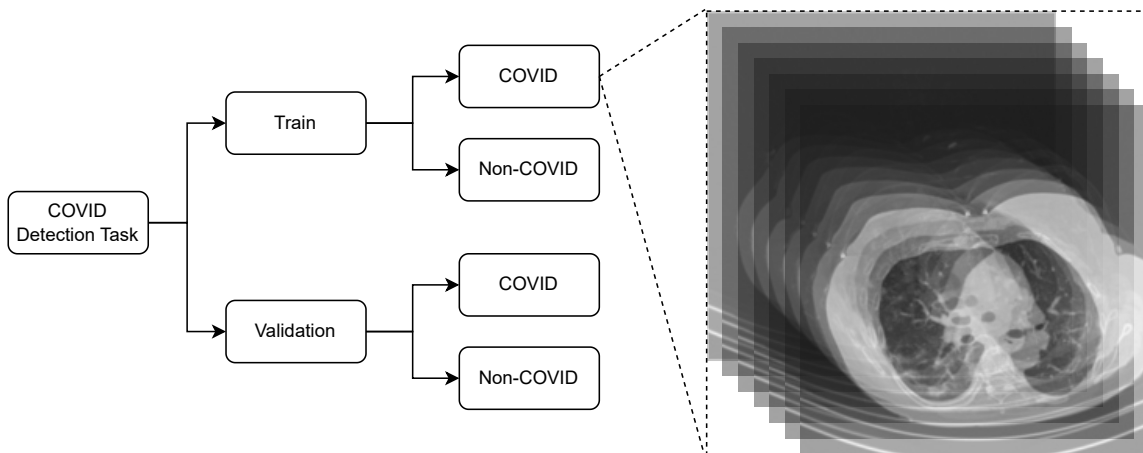 COVID
Detection Task
Train
Validation
COVID
Non-COVID
COVID
Non-COVID